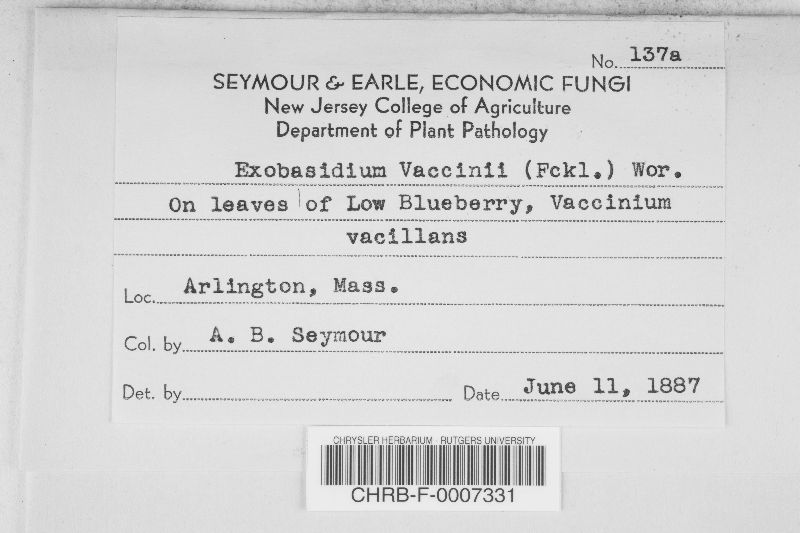 No. 137a
SEYMOUR & EARLE, ECONOMIC FUNGI
New Jersey College of Agriculture
Department of Plant Pathology
Exobasidium Vaccinii (Fckl.) Wor.
On leaves of Low Blueberry, Vaccinium
vacillans
Loc. Arlington, Mass.
Col. by A. B. Seymour
Det. by Date June 11, 1887
CHRYSLER HERBARIUM - RUTGERS UNIVERSITY
CHRB-F-0007331